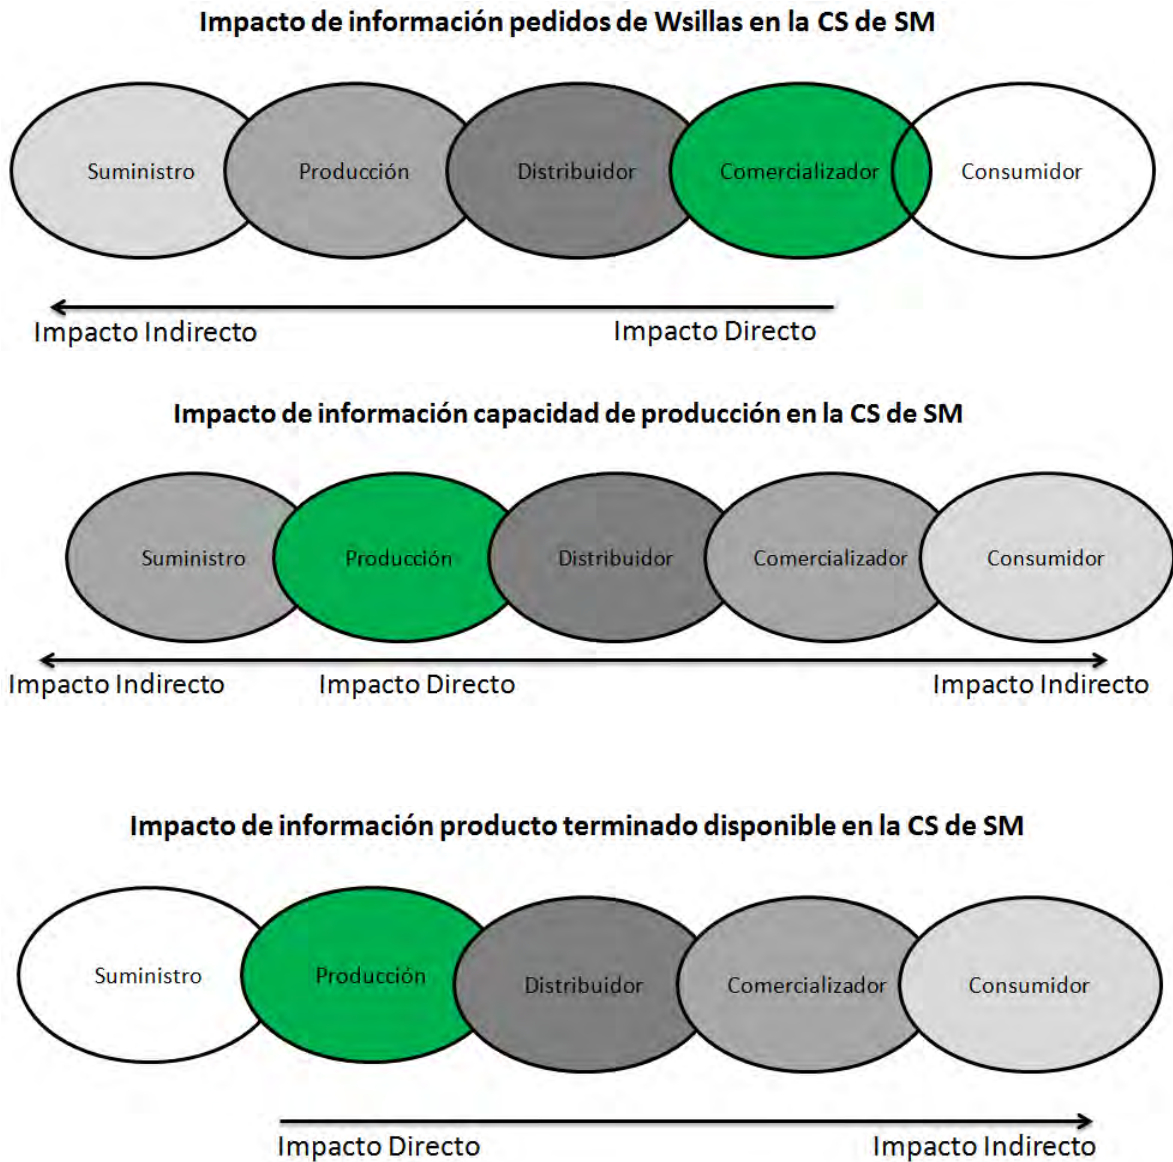 Impacto de información pedidos de Wsillas en la CS de SM
Suministro Producción Distribuidor Comercializador Consumidor
Impacto Indirecto Impacto Directo
Impacto de información capacidad de producción en la CS de SM
Suministro Producción Distribuidor Comercializador Consumidor
Impacto Indirecto Impacto Directo Impacto Indirecto
Impacto de información producto terminado disponible en la CS de SM
Suministro Producción Distribuidor Comercializador Consumidor
Impacto Directo Impacto Indirecto